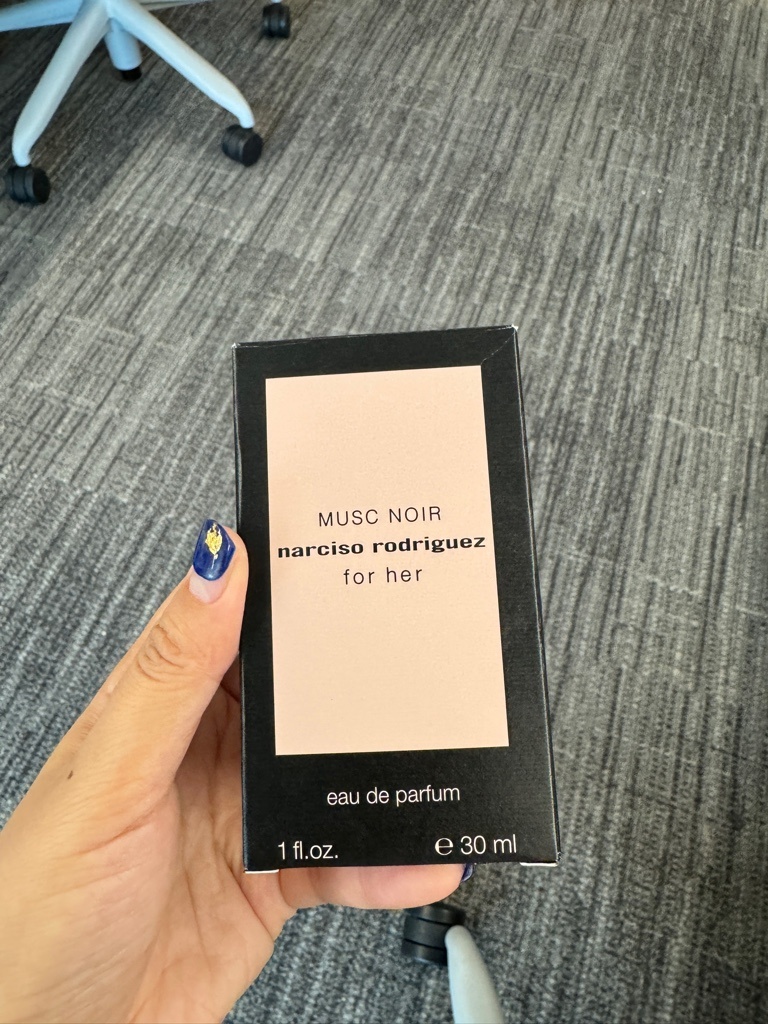 MUSC NOIR
narciso rodriguez
for her
eau de parfum
1 fl.oz. ℮ 30 ml